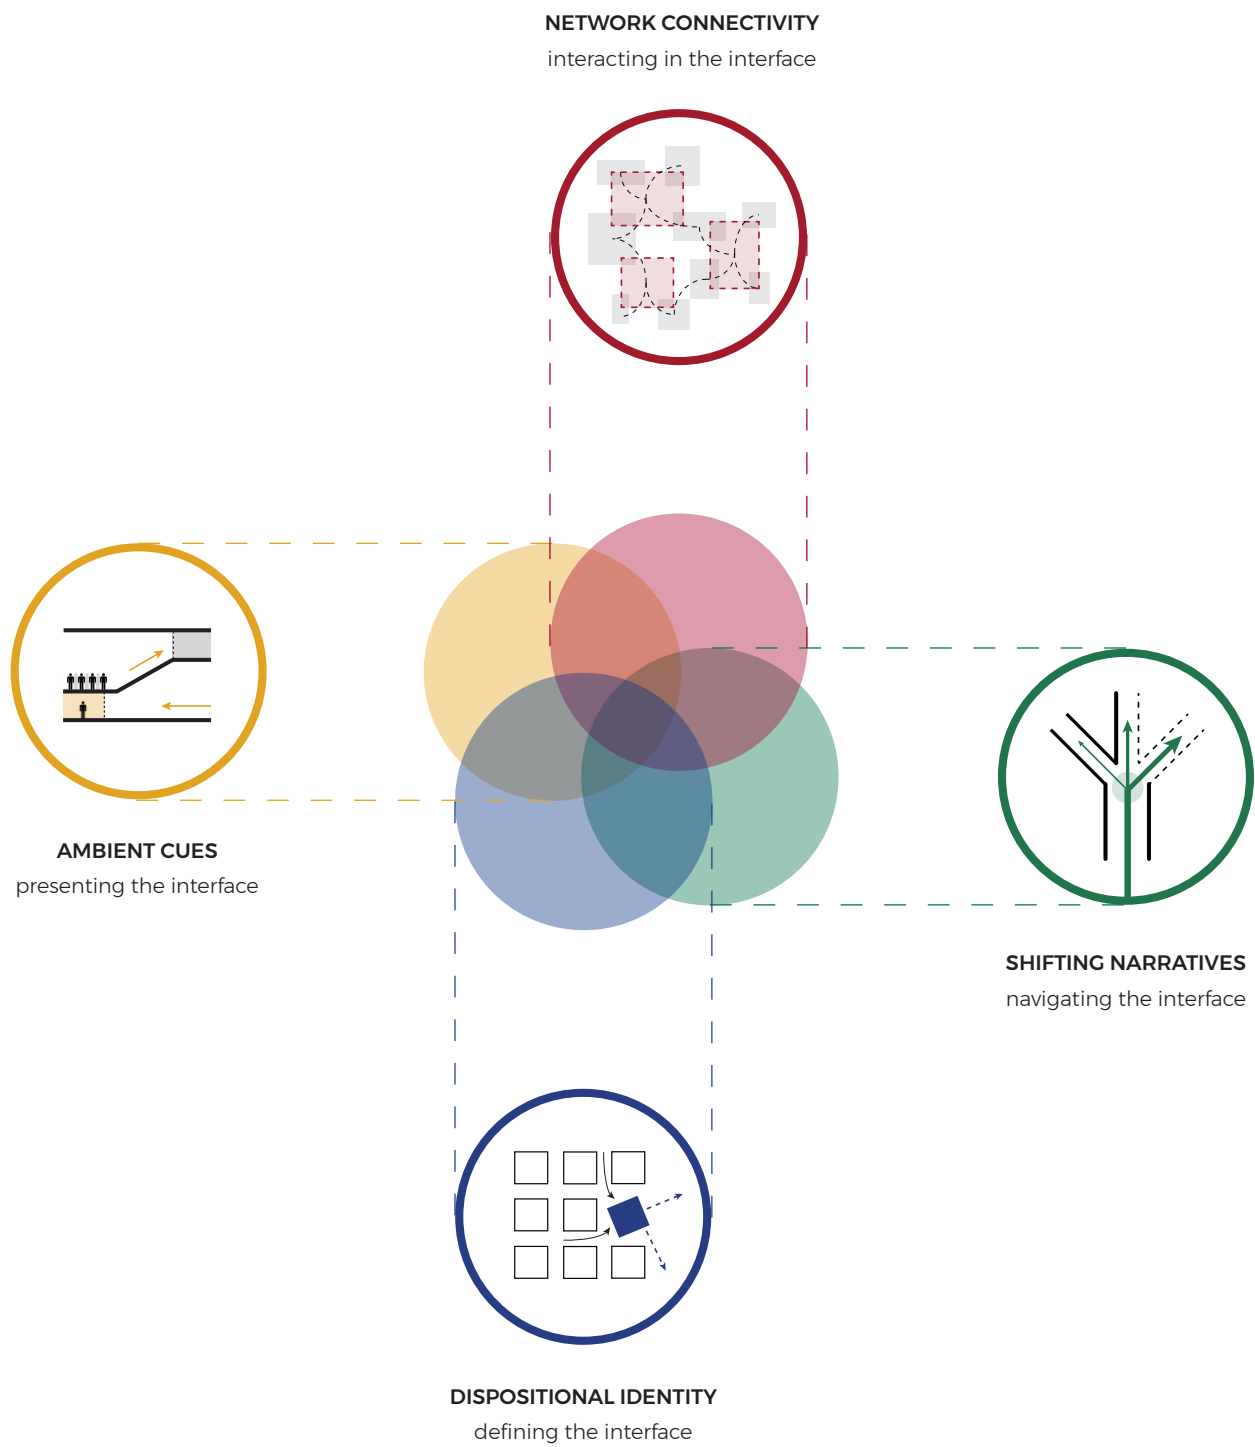 NETWORK CONNECTIVITY
interacting in the interface
AMBIENT CUES
presenting the interface
SHIFTING NARRATIVES
navigating the interface
DISPOSITIONAL IDENTITY
defining the interface